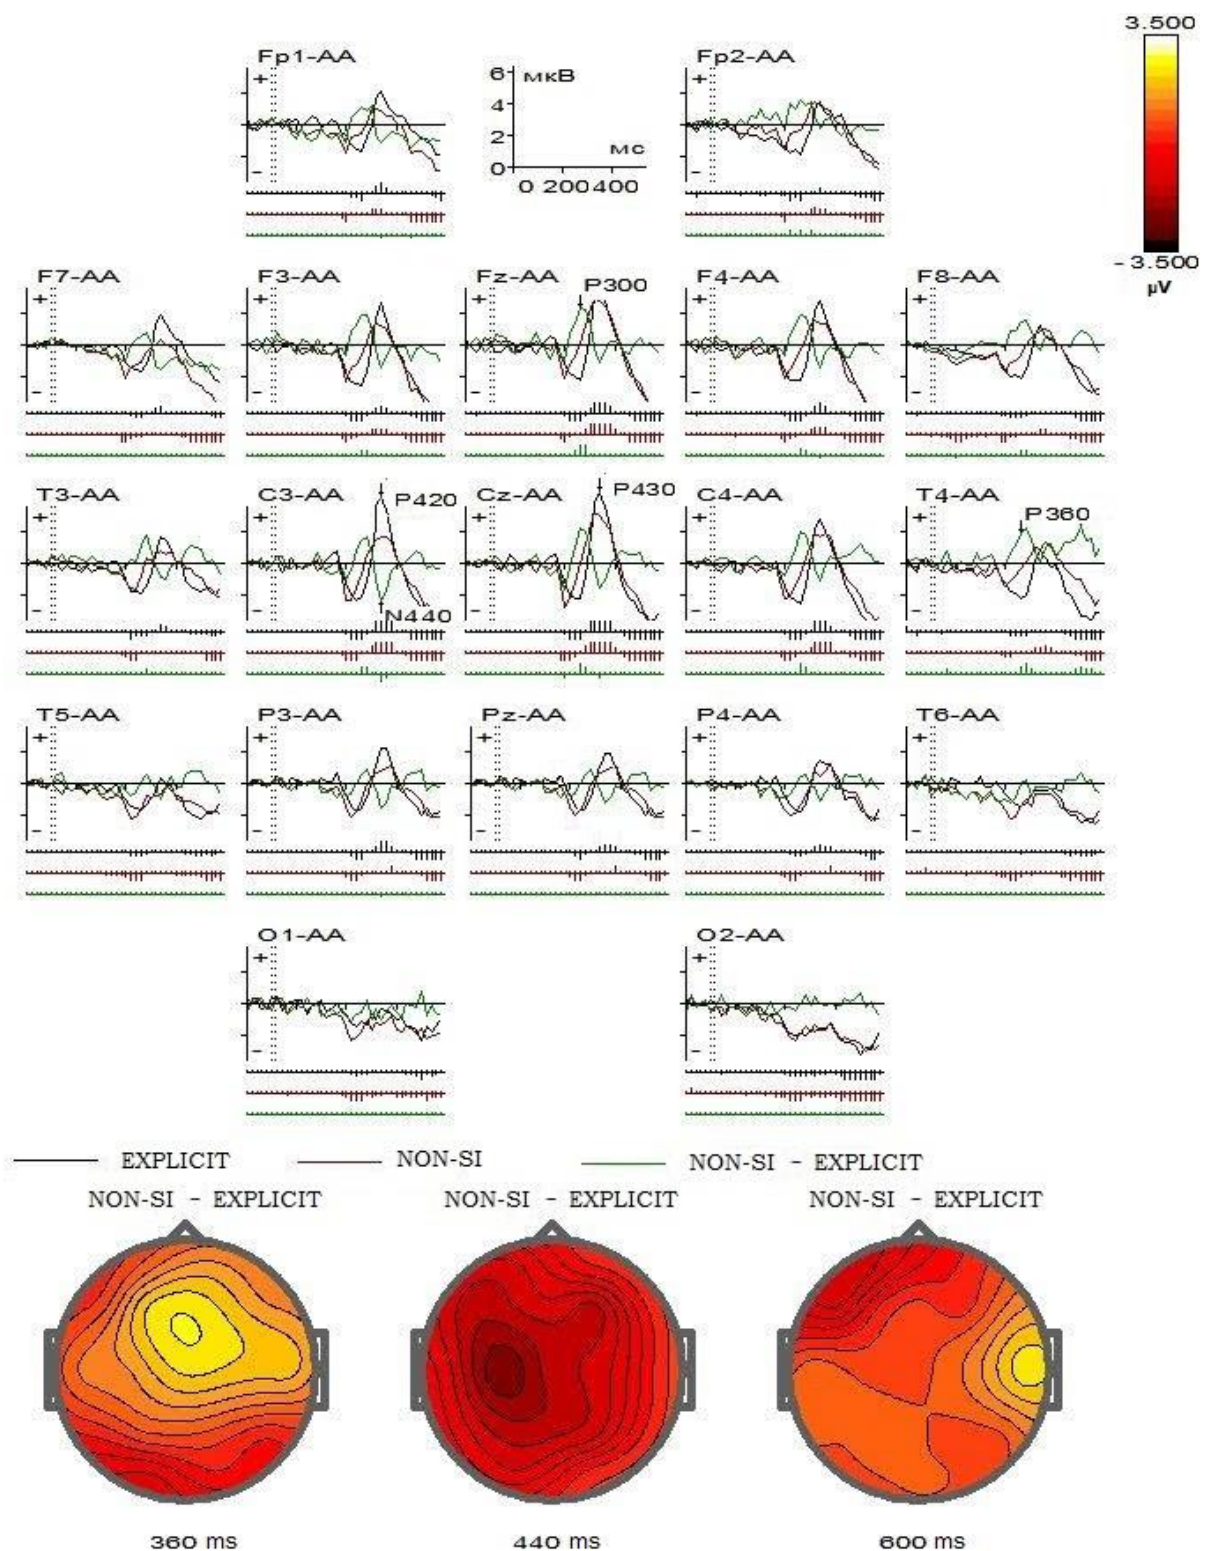 3.500
Fp1-AA
Fp2-AA
+
6
мкВ
+
4
2
мс
-
0
-
0 200 400
-3.500
µV
F7-AA
F3-AA
Fz-AA
F4-AA
F8-AA
+
+
+
P300
+
+
-
-
-
-
-
T3-AA
C3-AA
Cz-AA
C4-AA
T4-AA
+
+
P420
+
P430
+
+
P360
-
-
N440
-
-
-
T5-AA
P3-AA
Pz-AA
P4-AA
T6-AA
+
+
+
+
+
-
-
-
-
-
O1-AA
O2-AA
+
+
-
-
EXPLICIT
NON-SI
NON-SI - EXPLICIT
NON-SI - EXPLICIT
NON-SI - EXPLICIT
NON-SI - EXPLICIT
360 ms
440 ms
600 ms